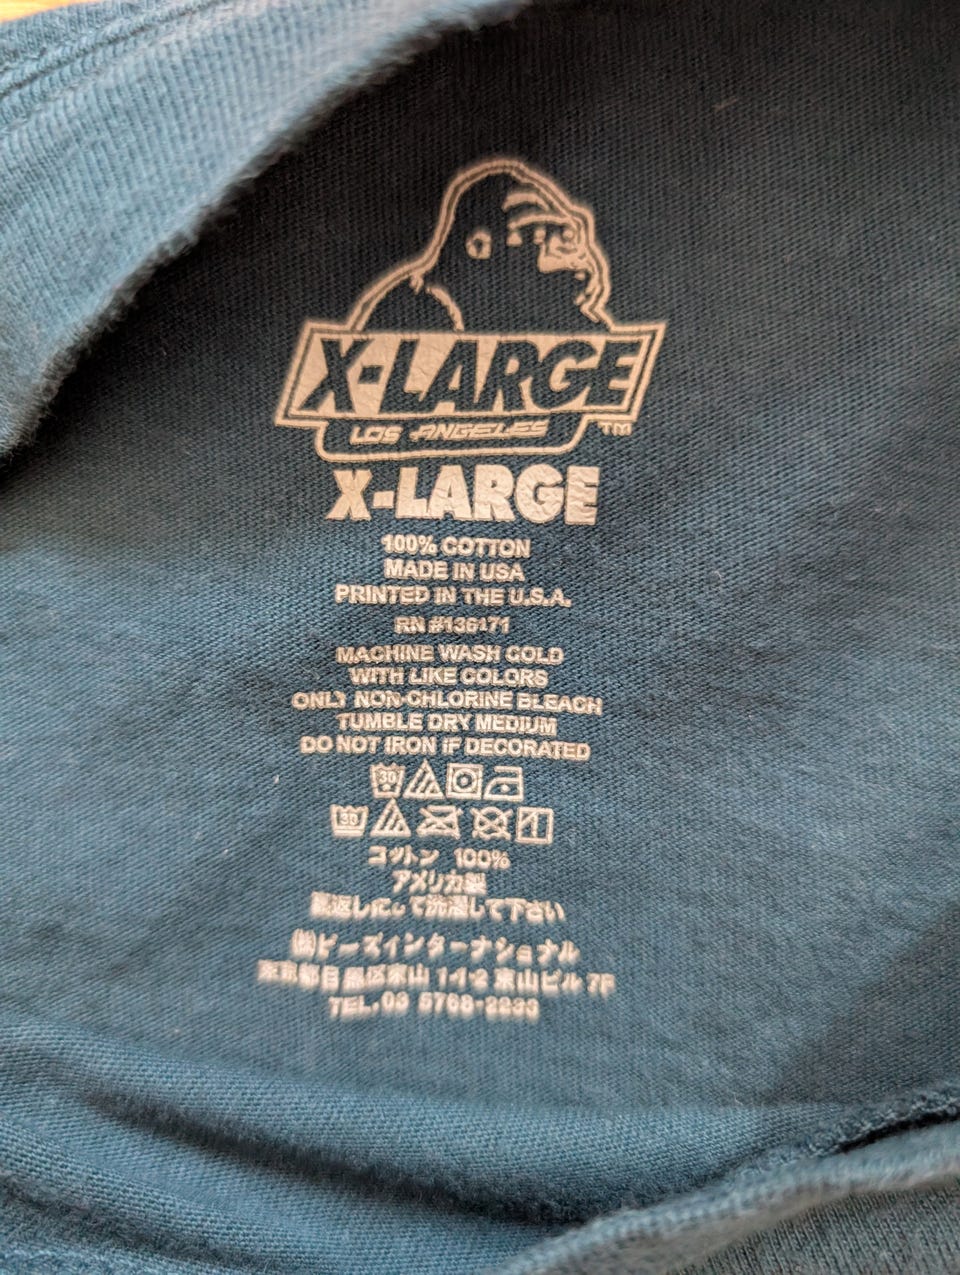 X-LARGE
LOS ANGELES
TM
X-LARGE
100% COTTON
MADE IN USA
PRINTED IN THE U.S.A.
RN #136171
MACHINE WASH COLD
WITH LIKE COLORS
ONLY NON-CHLORINE BLEACH
TUMBLE DRY MEDIUM
DO NOT IRON IF DECORATED
30
30
コットン 100%
アメリカ製
裏返しにして洗濯して下さい
(株)ビーズインターナショナル
東京都目黒区東山 1-1-2 東山ビル 7F
TEL.03 5768-